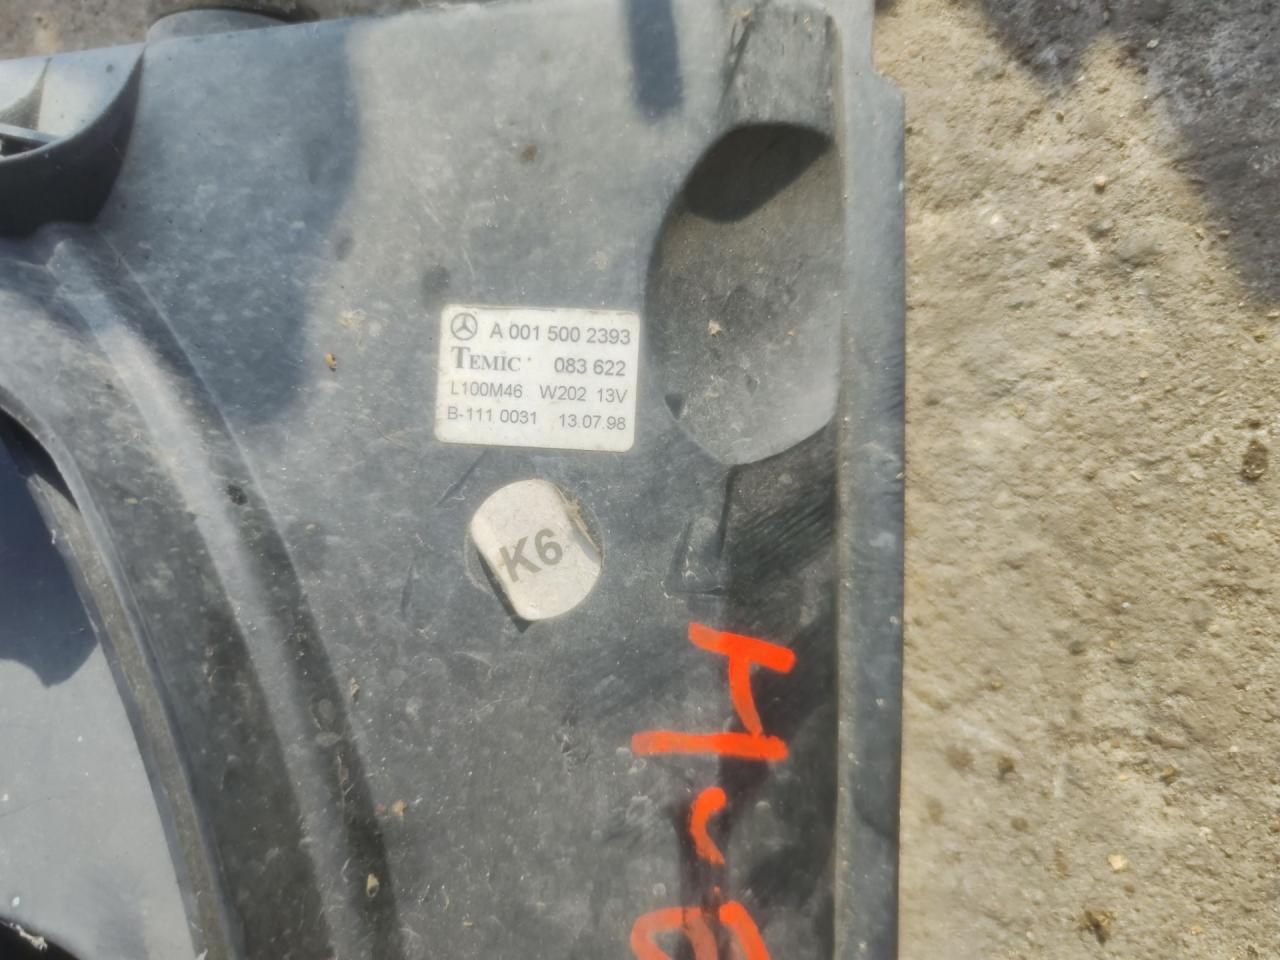 A 001 500 2393
TEMIC 083 622
L100M46 W202 13V
B-111 0031 13.07.98
K6